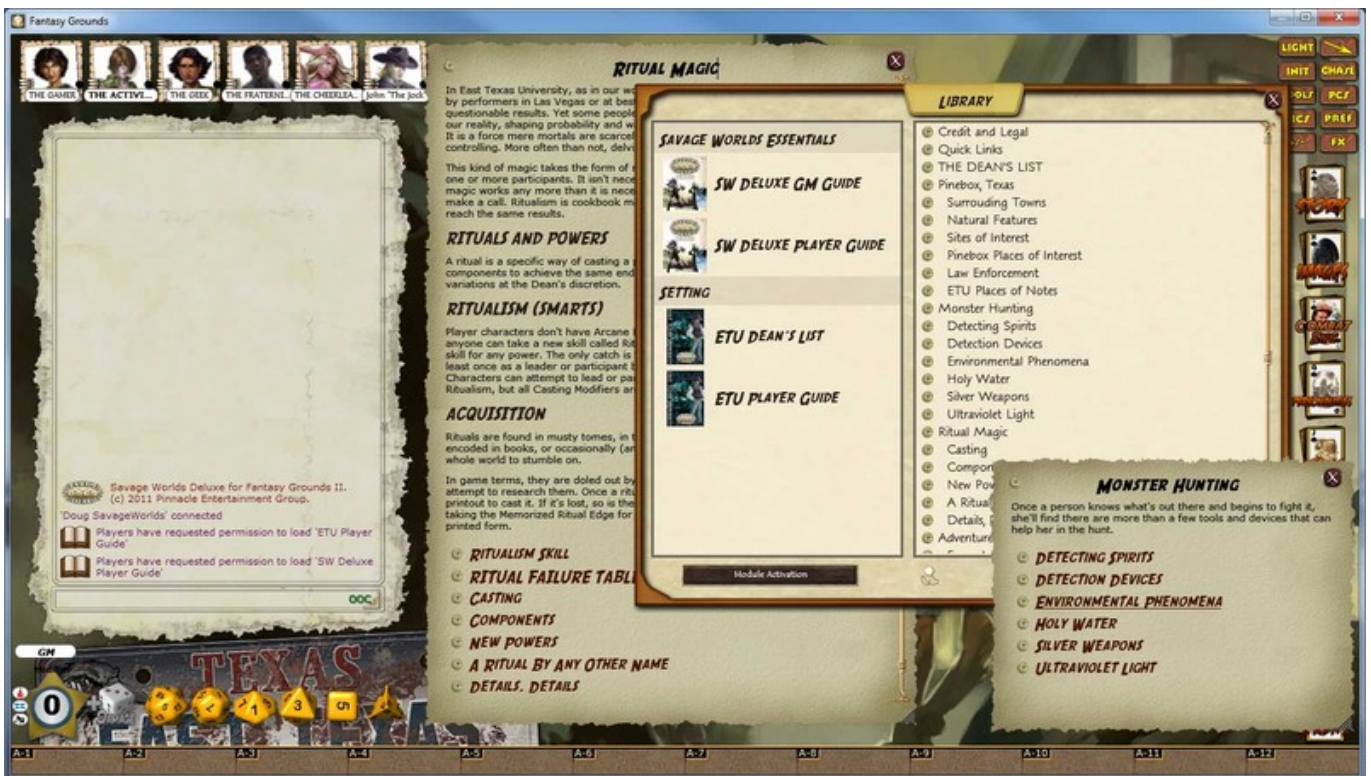 Fantasy Grounds
THE GAMER
THE ACTIVI...
THE GEEK
THE FRATERNI...
THE CHEERLEA...
John "The Jock"
Savage Worlds Deluxe for Fantasy Grounds II.
(c) 2011 Pinnacle Entertainment Group.
'Doug SavageWorlds' connected
Players have requested permission to load 'ETU Player
Guide'
Players have requested permission to load 'SW Deluxe
Player Guide'
OOC
GM
0
TEXAS
EAST TEXAS
RITUAL MAGIC
In East Texas University, as in our
by performers in Las Vegas or at best
questionable results. Yet some people
our reality, shaping probability and
It is a force mere mortals are
controlling. More often than not,
This kind of magic takes the form of
one or more participants. It isn't
magic works any more than it is
make a call. Ritualism is cookbook
reach the same results.
RITUALS AND POWERS
A ritual is a specific way of casting a
components to achieve the same end
variations at the Dean's discretion.
RITUALISM (SMARTS)
Player characters don't have Arcane
anyone can take a new skill called
skill for any power. The only catch is
least once as a leader or participant
Characters can attempt to lead or
Ritualism, but all Casting Modifiers
ACQUISITION
Rituals are found in musty tomes, in
encoded in books, or occasionally
whole world to stumble on.
In game terms, they are doled out by
attempt to research them. Once a
printout to cast it. If it's lost, so is the
taking the Memorized Ritual Edge for
printed form.
RITUALISM SKILL
RITUAL FAILURE TABL
CASTING
COMPONENTS
NEW POWERS
A RITUAL BY ANY OTHER NAME
DETAILS, DETAILS
LIBRARY
SAVAGE WORLDS ESSENTIALS
SW DELUXE GM GUIDE
SW DELUXE PLAYER GUIDE
SETTING
ETU DEAN'S LIST
ETU PLAYER GUIDE
Module Activation
Credit and Legal
Quick Links
THE DEAN'S LIST
Pinebox, Texas
Surrouding Towns
Natural Features
Sites of Interest
Pinebox Places of Interest
Law Enforcement
ETU Places of Notes
Monster Hunting
Detecting Spirits
Detection Devices
Environmental Phenomena
Holy Water
Silver Weapons
Ultraviolet Light
Ritual Magic
Casting
Compon
New Pow
A Ritual
Details,
Adventure
MONSTER HUNTING
Once a person knows what's out there and begins to fight it,
she'll find there are more than a few tools and devices that can
help her in the hunt.
DETECTING SPIRITS
DETECTION DEVICES
ENVIRONMENTAL PHENOMENA
HOLY WATER
SILVER WEAPONS
ULTRAVIOLET LIGHT
LIGHT
INIT
CHASE
PCS
PREF
FX
STORY
IMAGES
A-1
A-2
A-3
A-4
A-5
A-6
A-7
A-8
A-9
A-10
A-11
A-12